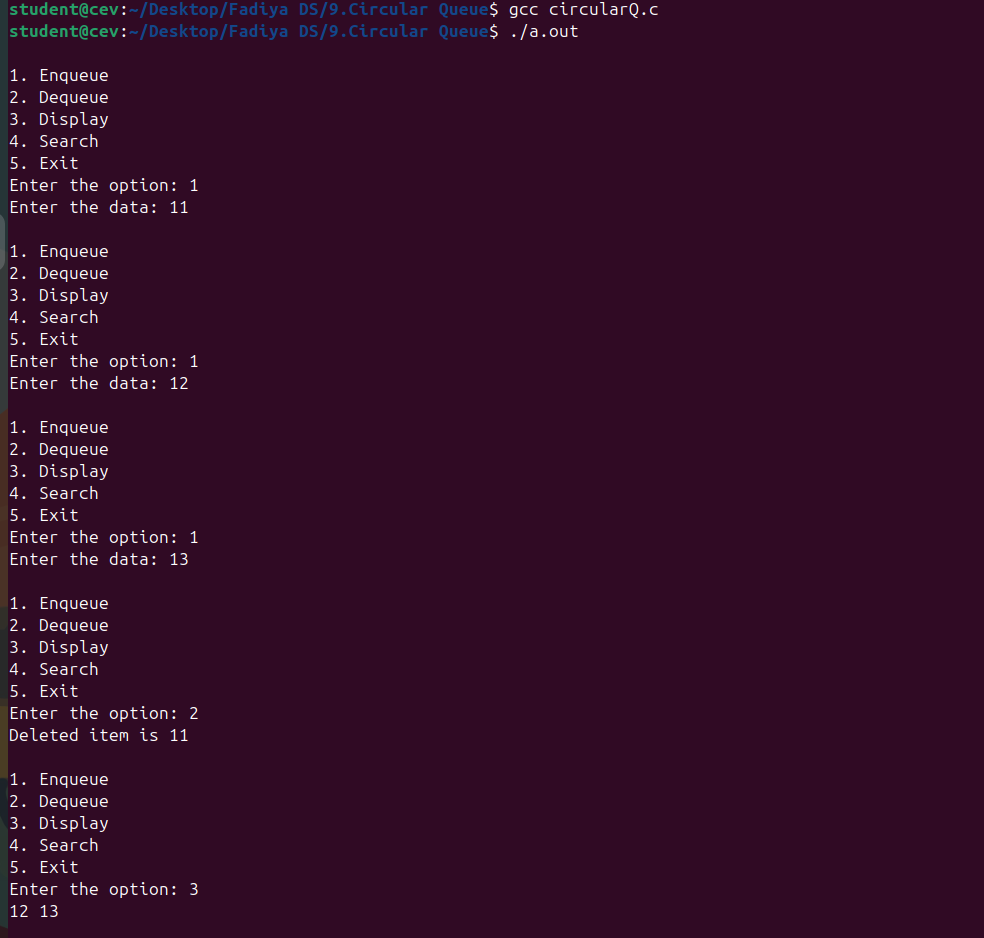 student@cev:~/Desktop/Fadiya DS/9.Circular Queue$ gcc circularQ.c
student@cev:~/Desktop/Fadiya DS/9.Circular Queue$ ./a.out
1. Enqueue
2. Dequeue
3. Display
4. Search
5. Exit
Enter the option: 1
Enter the data: 11
1. Enqueue
2. Dequeue
3. Display
4. Search
5. Exit
Enter the option: 1
Enter the data: 12
1. Enqueue
2. Dequeue
3. Display
4. Search
5. Exit
Enter the option: 1
Enter the data: 13
1. Enqueue
2. Dequeue
3. Display
4. Search
5. Exit
Enter the option: 2
Deleted item is 11
1. Enqueue
2. Dequeue
3. Display
4. Search
5. Exit
Enter the option: 3
12 13